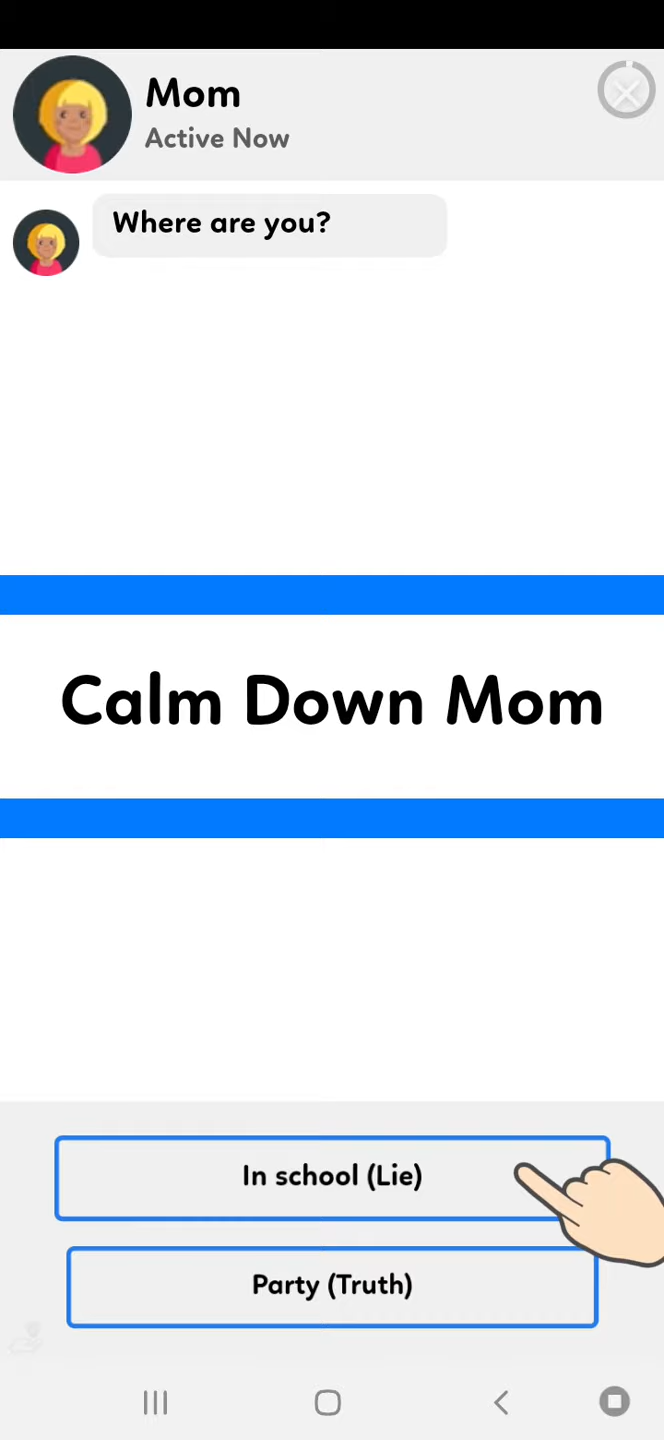 Mom
Active Now
Where are you?
Calm Down Mom
In school (Lie)
Party (Truth)